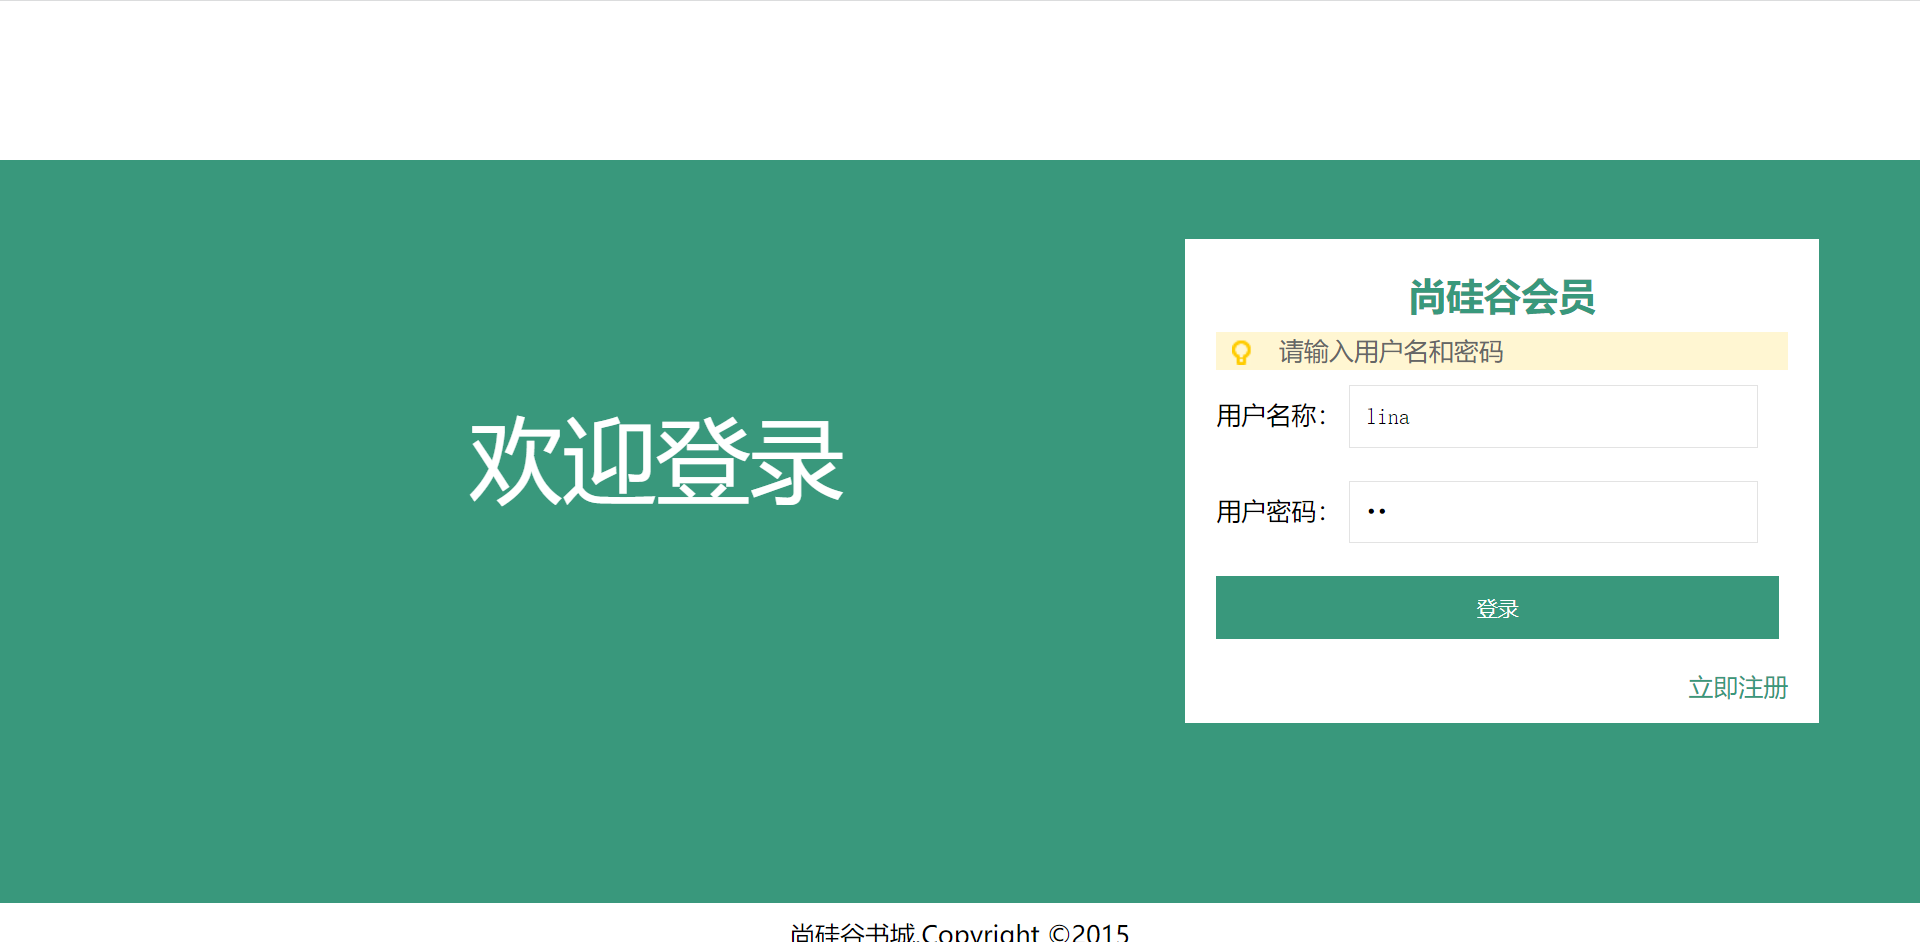 欢迎登录
尚硅谷会员
请输入用户名和密码
用户名称： lina
用户密码： ••
登录
立即注册
尚硅谷书城.Copyright ©2015